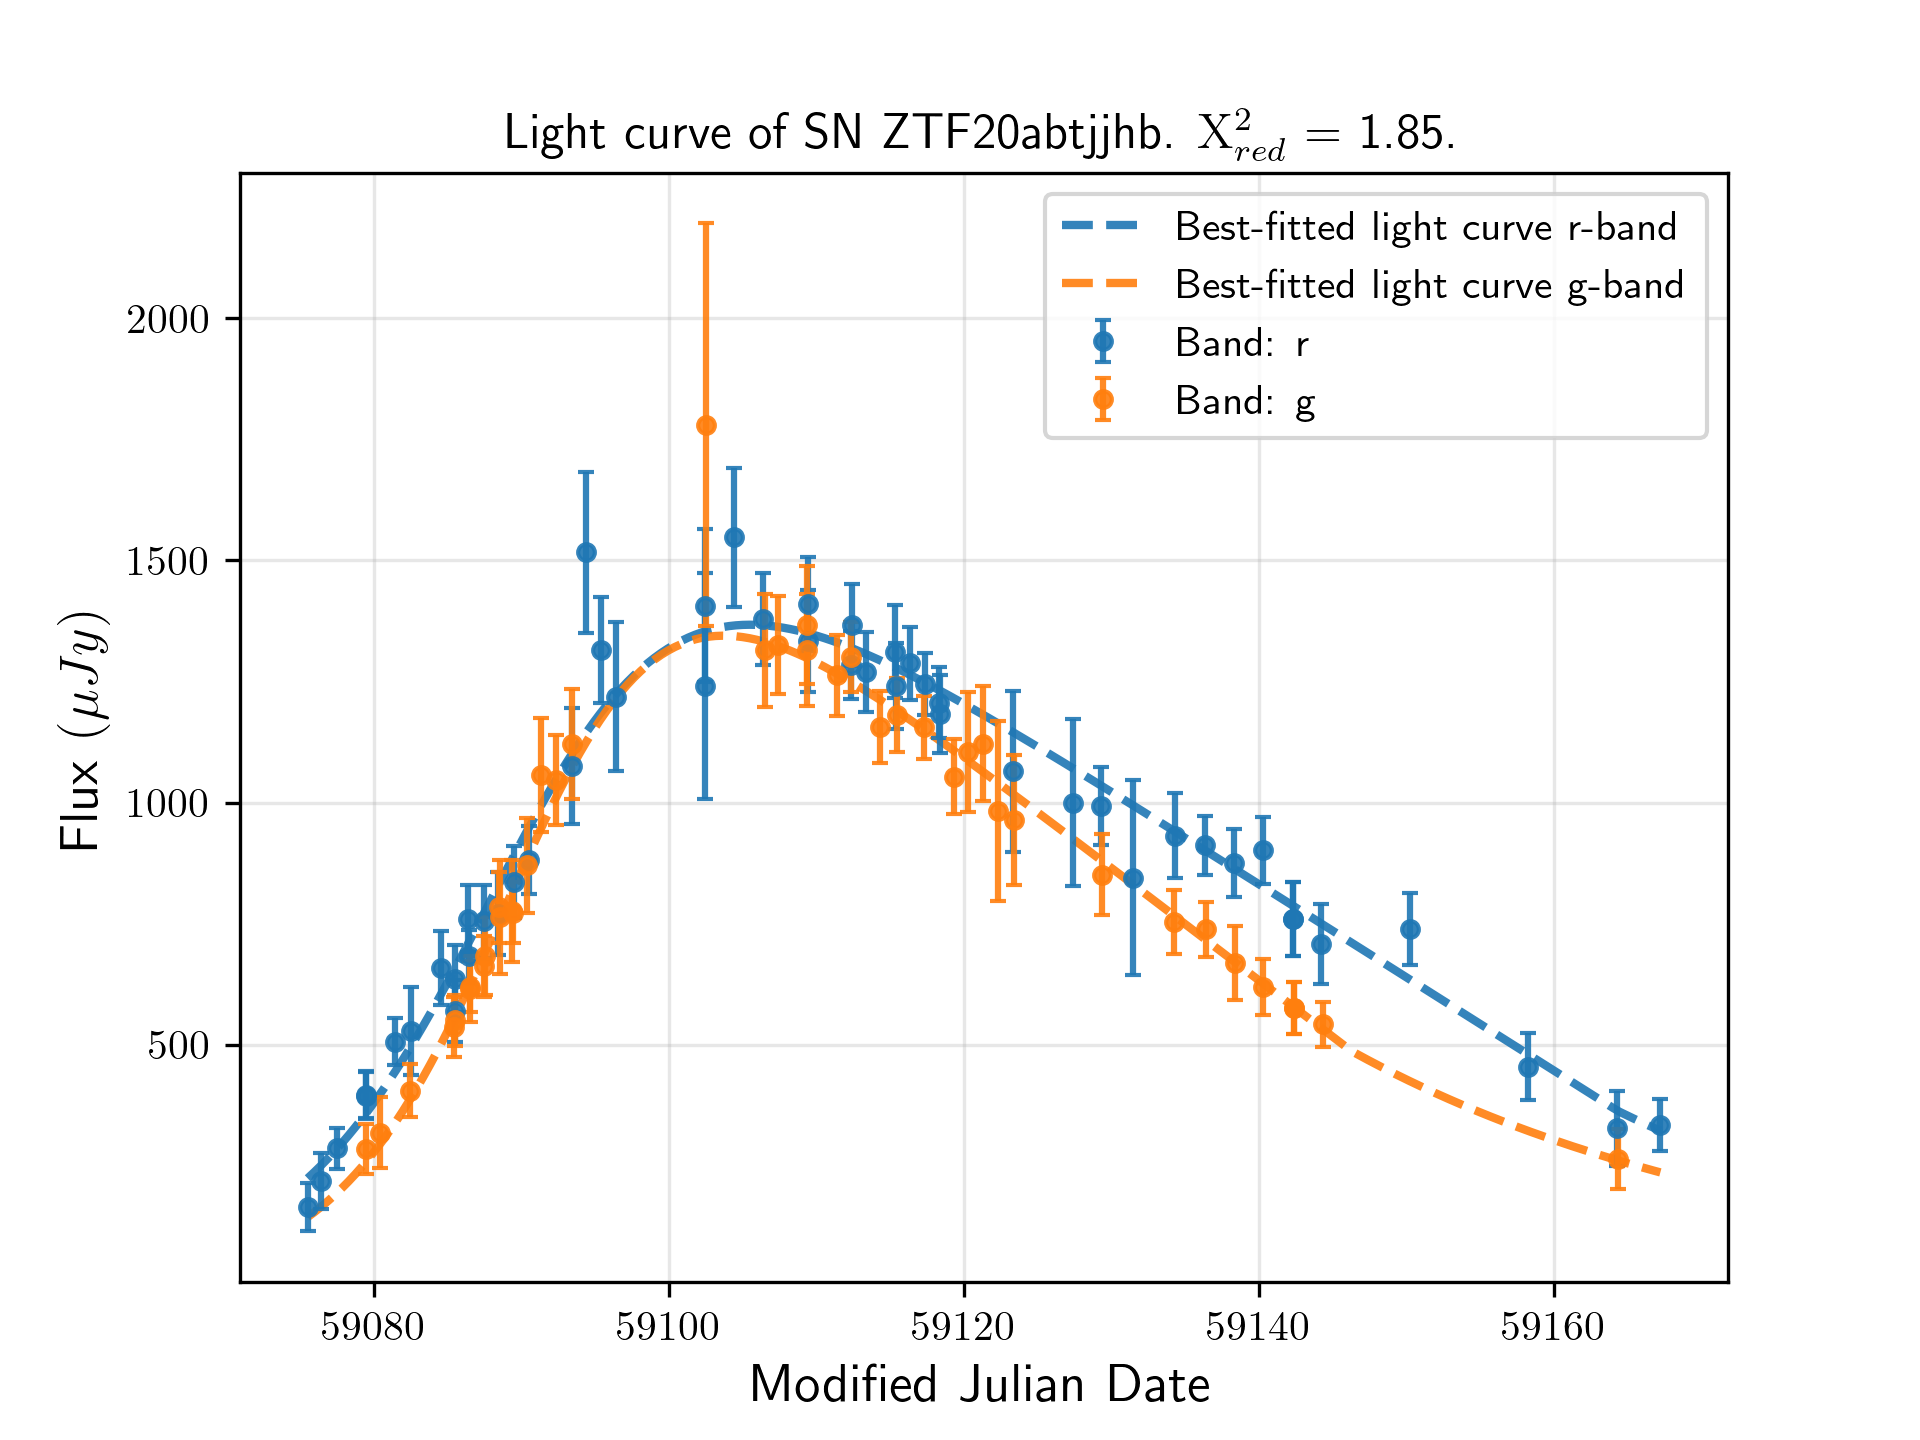 Light curve of SN ZTF20abtjjhb. X²_red = 1.85.
Best-fitted light curve r-band
Best-fitted light curve g-band
Band: r
Band: g
2000
1500
1000
500
Flux (μJy)
59080 59100 59120 59140 59160
Modified Julian Date